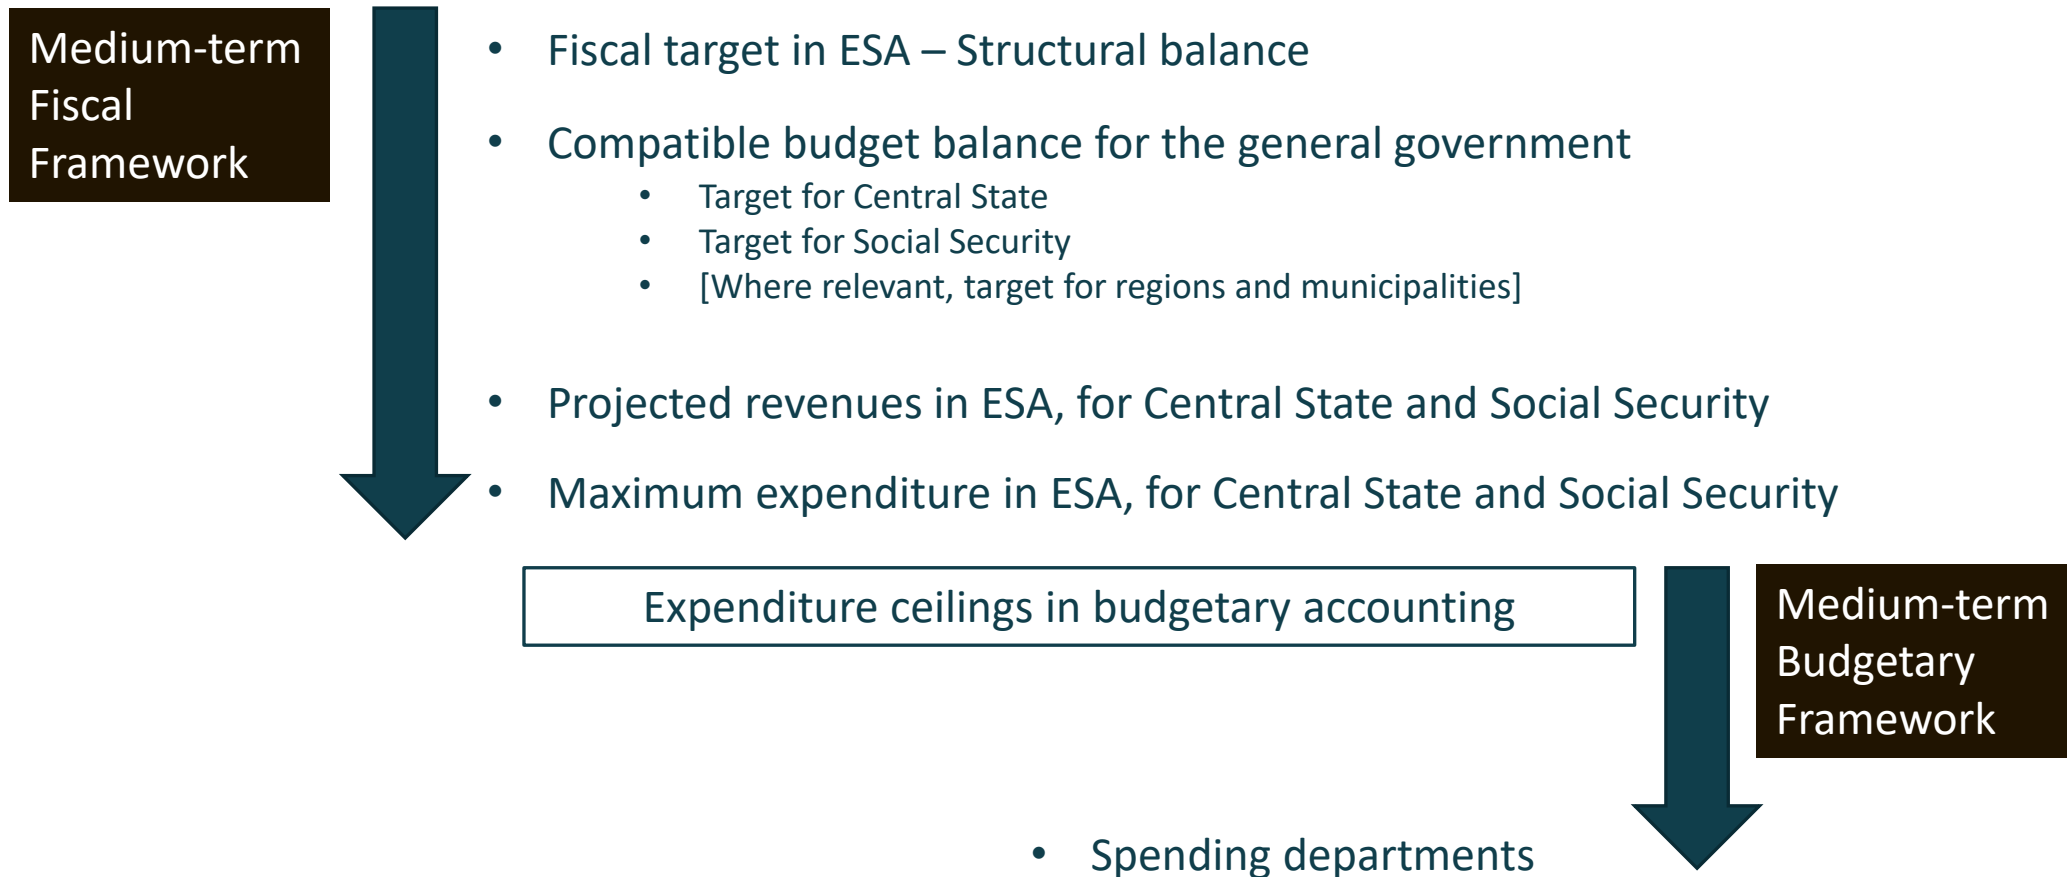 Medium-term
Fiscal
Framework
• Fiscal target in ESA – Structural balance
• Compatible budget balance for the general government
• Target for Central State
• Target for Social Security
• [Where relevant, target for regions and municipalities]
• Projected revenues in ESA, for Central State and Social Security
• Maximum expenditure in ESA, for Central State and Social Security
Expenditure ceilings in budgetary accounting
Medium-term
Budgetary
Framework
• Spending departments